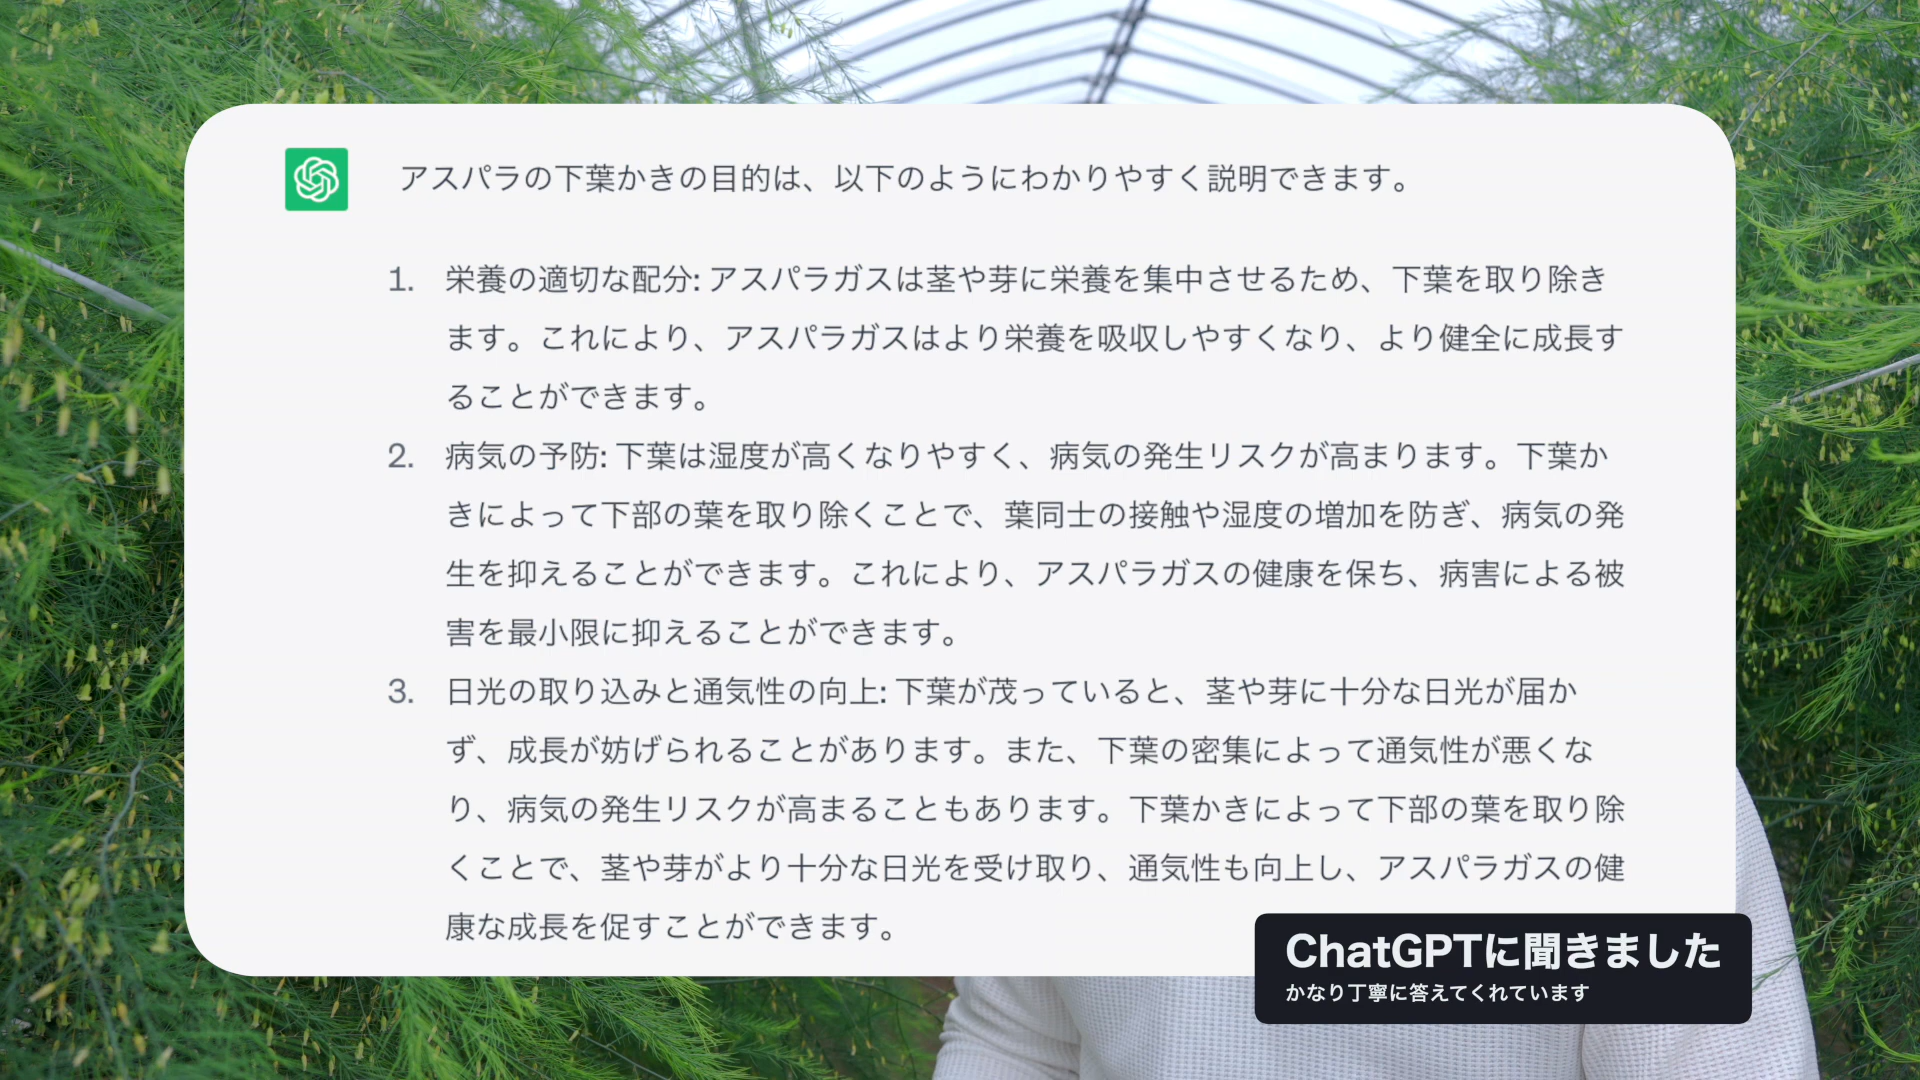 アスパラの下葉かきの目的は、以下のようにわかりやすく説明できます。
1. 栄養の適切な配分: アスパラガスは茎や芽に栄養を集中させるため、下葉を取り除き
ます。これにより、アスパラガスはより栄養を吸収しやすくなり、より健全に成長す
ることができます。
2. 病気の予防: 下葉は湿度が高くなりやすく、病気の発生リスクが高まります。下葉か
きによって下部の葉を取り除くことで、葉同士の接触や湿度の増加を防ぎ、病気の発
生を抑えることができます。これにより、アスパラガスの健康を保ち、病害による被
害を最小限に抑えることができます。
3. 日光の取り込みと通気性の向上: 下葉が茂っていると、茎や芽に十分な日光が届か
ず、成長が妨げられることがあります。また、下葉の密集によって通気性が悪くな
り、病気の発生リスクが高まることもあります。下葉かきによって下部の葉を取り除
くことで、茎や芽がより十分な日光を受け取り、通気性も向上し、アスパラガスの健
康な成長を促すことができます。
ChatGPTに聞きました
かなり丁寧に答えてくれています